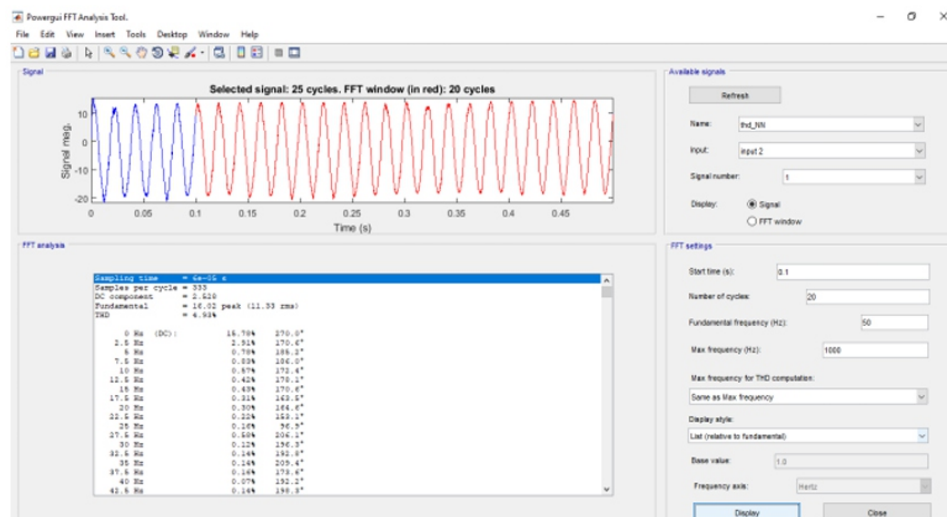 Powergui FFT Analysis Tool.
File Edit View Insert Tools Desktop Window Help
Signal
Selected signal: 25 cycles. FFT window (in red): 20 cycles
Signal mag.
10
0
-10
-20
0 0.05 0.1 0.15 0.2 0.25 0.3 0.35 0.4 0.45
Time (s)
FFT analysis
Sampling time = 6e-05 s
Samples per cycle = 333
DC component = 2.528
Fundamental = 16.02 peak (11.33 rms)
THD = 4.93%
0 Hz (DC): 15.78% 270.0°
2.5 Hz 2.91% 170.6°
5 Hz 0.78% 185.2°
7.5 Hz 0.83% 186.0°
10 Hz 0.57% 172.4°
12.5 Hz 0.42% 178.1°
15 Hz 0.43% 170.6°
17.5 Hz 0.31% 163.5°
20 Hz 0.30% 164.6°
22.5 Hz 0.22% 153.1°
25 Hz 0.16% 96.9°
27.5 Hz 0.58% 206.1°
30 Hz 0.12% 196.3°
32.5 Hz 0.14% 192.8°
35 Hz 0.14% 209.4°
37.5 Hz 0.16% 173.6°
40 Hz 0.07% 192.2°
42.5 Hz 0.14% 198.3°
Available signals
Refresh
Name: thd_NN
Input: input 2
Signal number: 1
Display: Signal
FFT window
FFT settings
Start time (s): 0.1
Number of cycles: 20
Fundamental frequency (Hz): 50
Max frequency (Hz): 1000
Max frequency for THD computation:
Same as Max frequency
Display style:
List (relative to fundamental)
Base value: 1.0
Frequency axis: Hertz
Display Close